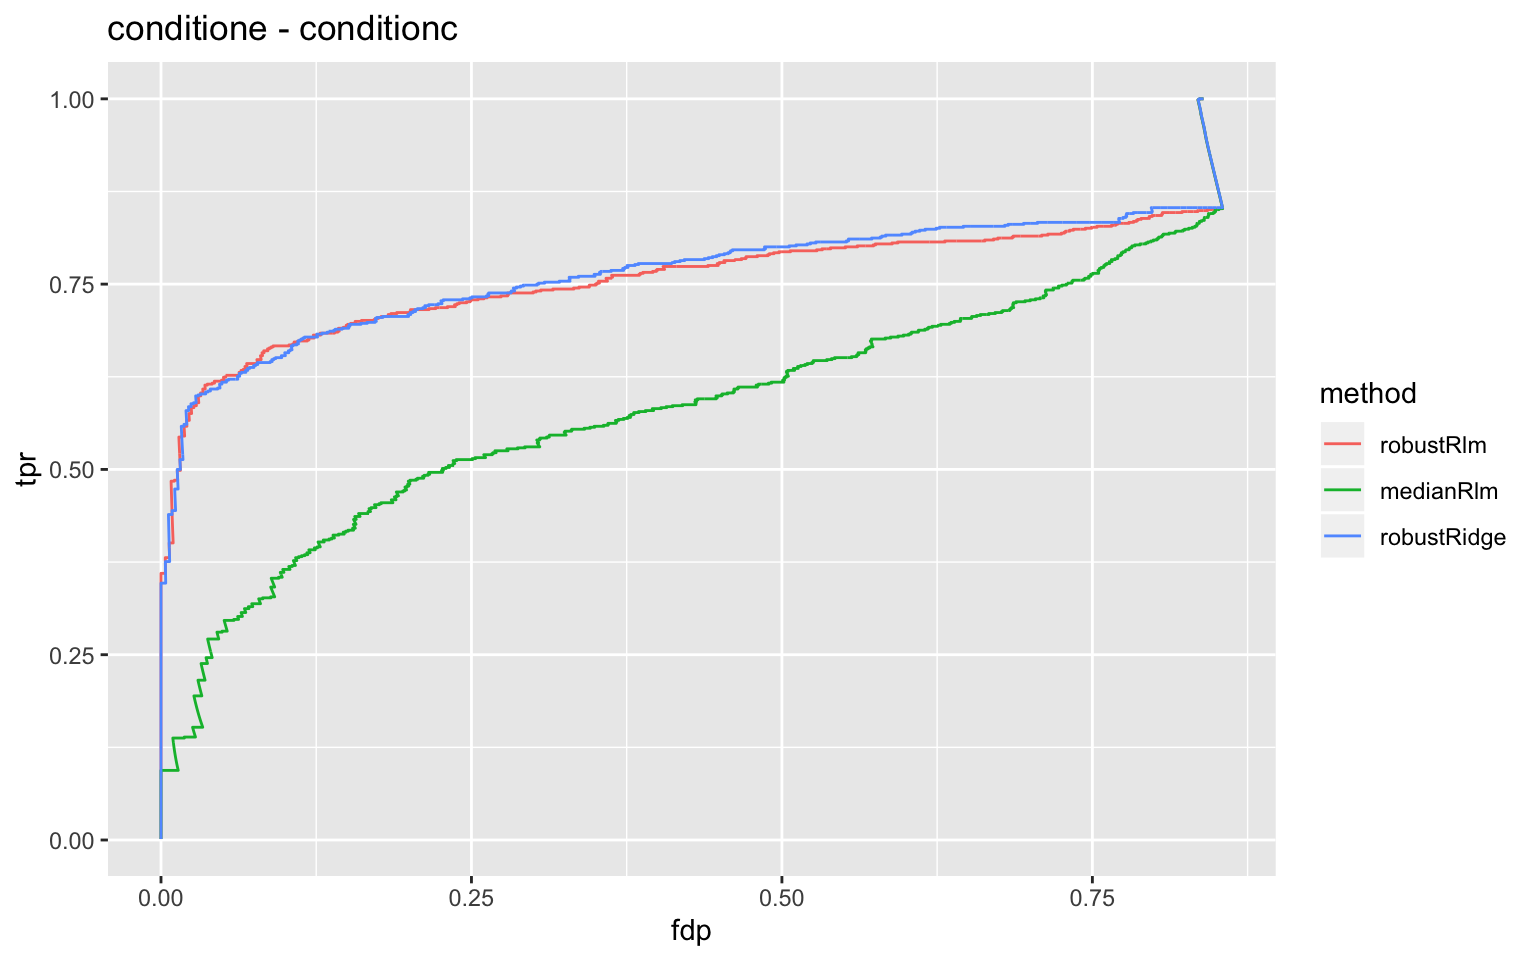 conditione - conditionc
1.00
0.75
0.50
0.25
0.00
tpr
0.00
0.25
0.50
0.75
fdp
method
robustRlm
medianRlm
robustRidge